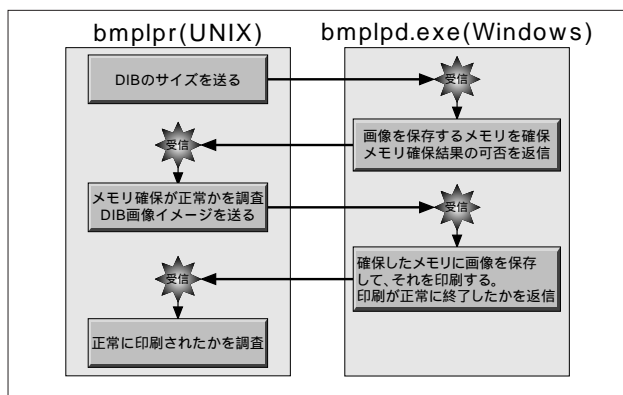 bmplpr(UNIX)
bmplpd.exe(Windows)
DIBのサイズを送る
受信
画像を保存するメモリを確保
メモリ確保結果の可否を返信
受信
メモリ確保が正常かを調査
DIB画像イメージを送る
受信
確保したメモリに画像を保存
して、それを印刷する。
印刷が正常に終了したかを返信
受信
正常に印刷されたかを調査